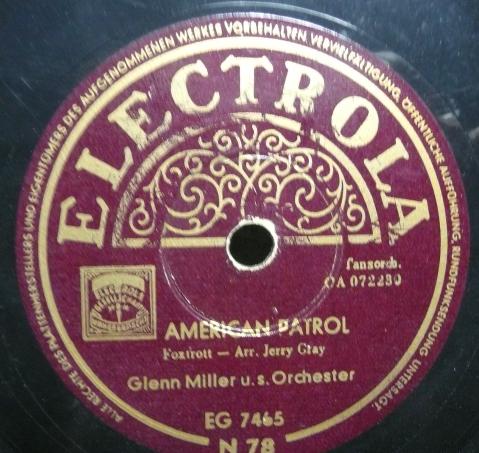 ALLE RECHTE DES PLATTENHERSTELLERS UND EIGENTÜMERS DES AUFGENOMMENEN WERKES VORBEHALTEN. VERVIELFÄLTIGUNG, ÖFFENTLICHE AUFFÜHRUNG, RUNDFUNKSENDUNG UNTERSAGT.
ELECTROLA
Tanzorch.
OA 072230
AMERICAN PATROL
Foxtrott — Arr. Jerry Gray
Glenn Miller u. s. Orchester
EG 7465
N 78